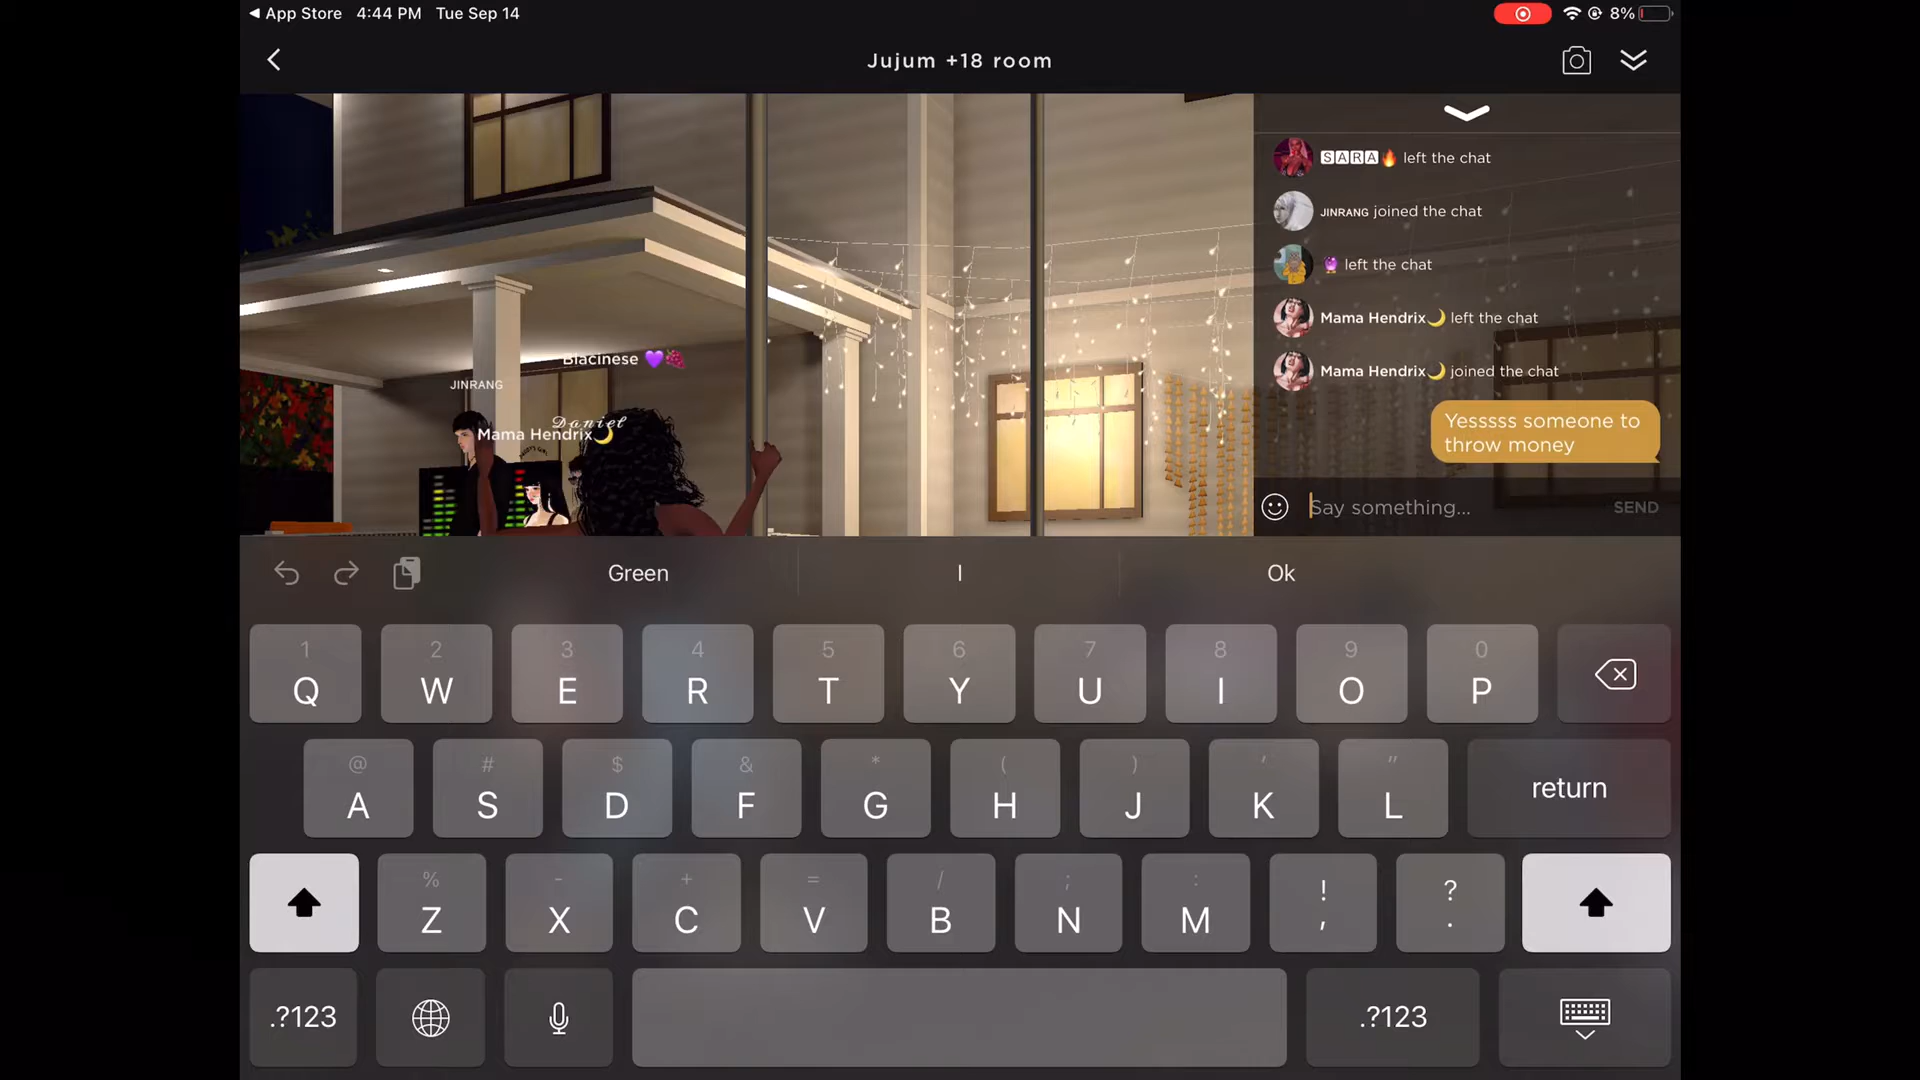 App Store 4:44 PM Tue Sep 14
8%
Jujum +18 room
SARA🔥 left the chat
JINRANG joined the chat
🔮 left the chat
Mama Hendrix🌙 left the chat
Mama Hendrix🌙 joined the chat
Yesssss someone to
throw money
Say something...
SEND
Blacinese 💜🍇
JINRANG
Daniel
Mama Hendrix🌙
Green I Ok
1 2 3 4 5 6 7 8 9 0
Q W E R T Y U I O P
@ # $ & * ( ) ' "
A S D F G H J K L return
% - + = / ; : ! ?
Z X C V B N M , .
.?123 .?123